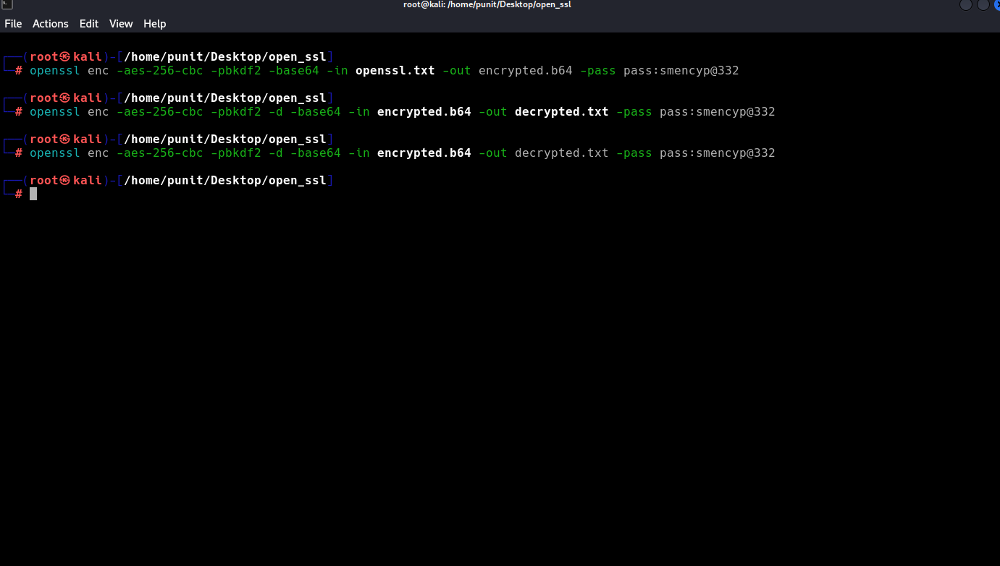 root@kali: /home/punit/Desktop/open_ssl
File Actions Edit View Help
┌──(root㉿kali)-[/home/punit/Desktop/open_ssl]
└─# openssl enc -aes-256-cbc -pbkdf2 -base64 -in openssl.txt -out encrypted.b64 -pass pass:smencyp@332
┌──(root㉿kali)-[/home/punit/Desktop/open_ssl]
└─# openssl enc -aes-256-cbc -pbkdf2 -d -base64 -in encrypted.b64 -out decrypted.txt -pass pass:smencyp@332
┌──(root㉿kali)-[/home/punit/Desktop/open_ssl]
└─# openssl enc -aes-256-cbc -pbkdf2 -d -base64 -in encrypted.b64 -out decrypted.txt -pass pass:smencyp@332
┌──(root㉿kali)-[/home/punit/Desktop/open_ssl]
└─#